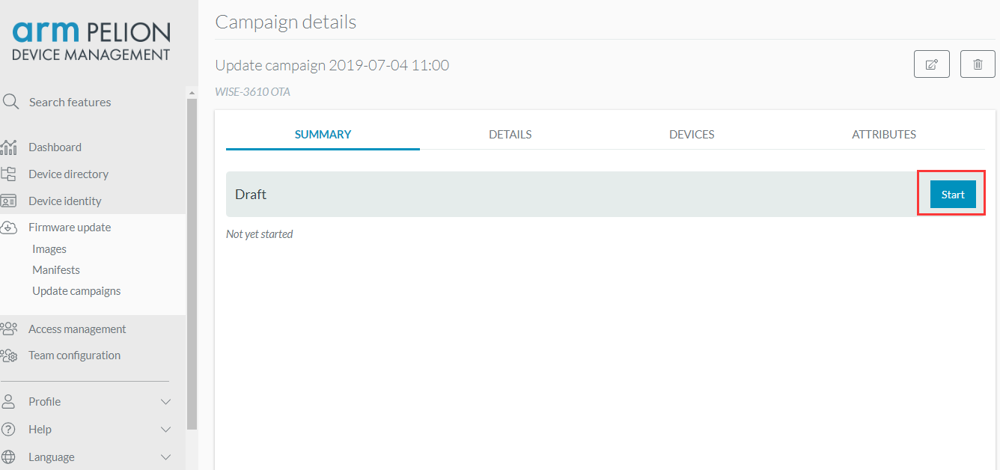 arm PELION
DEVICE MANAGEMENT
Search features
Dashboard
Device directory
Device identity
Firmware update
Images
Manifests
Update campaigns
Access management
Team configuration
Profile
Help
Language
Campaign details
Update campaign 2019-07-04 11:00
WISE-3610 OTA
SUMMARY DETAILS DEVICES ATTRIBUTES
Draft Start
Not yet started